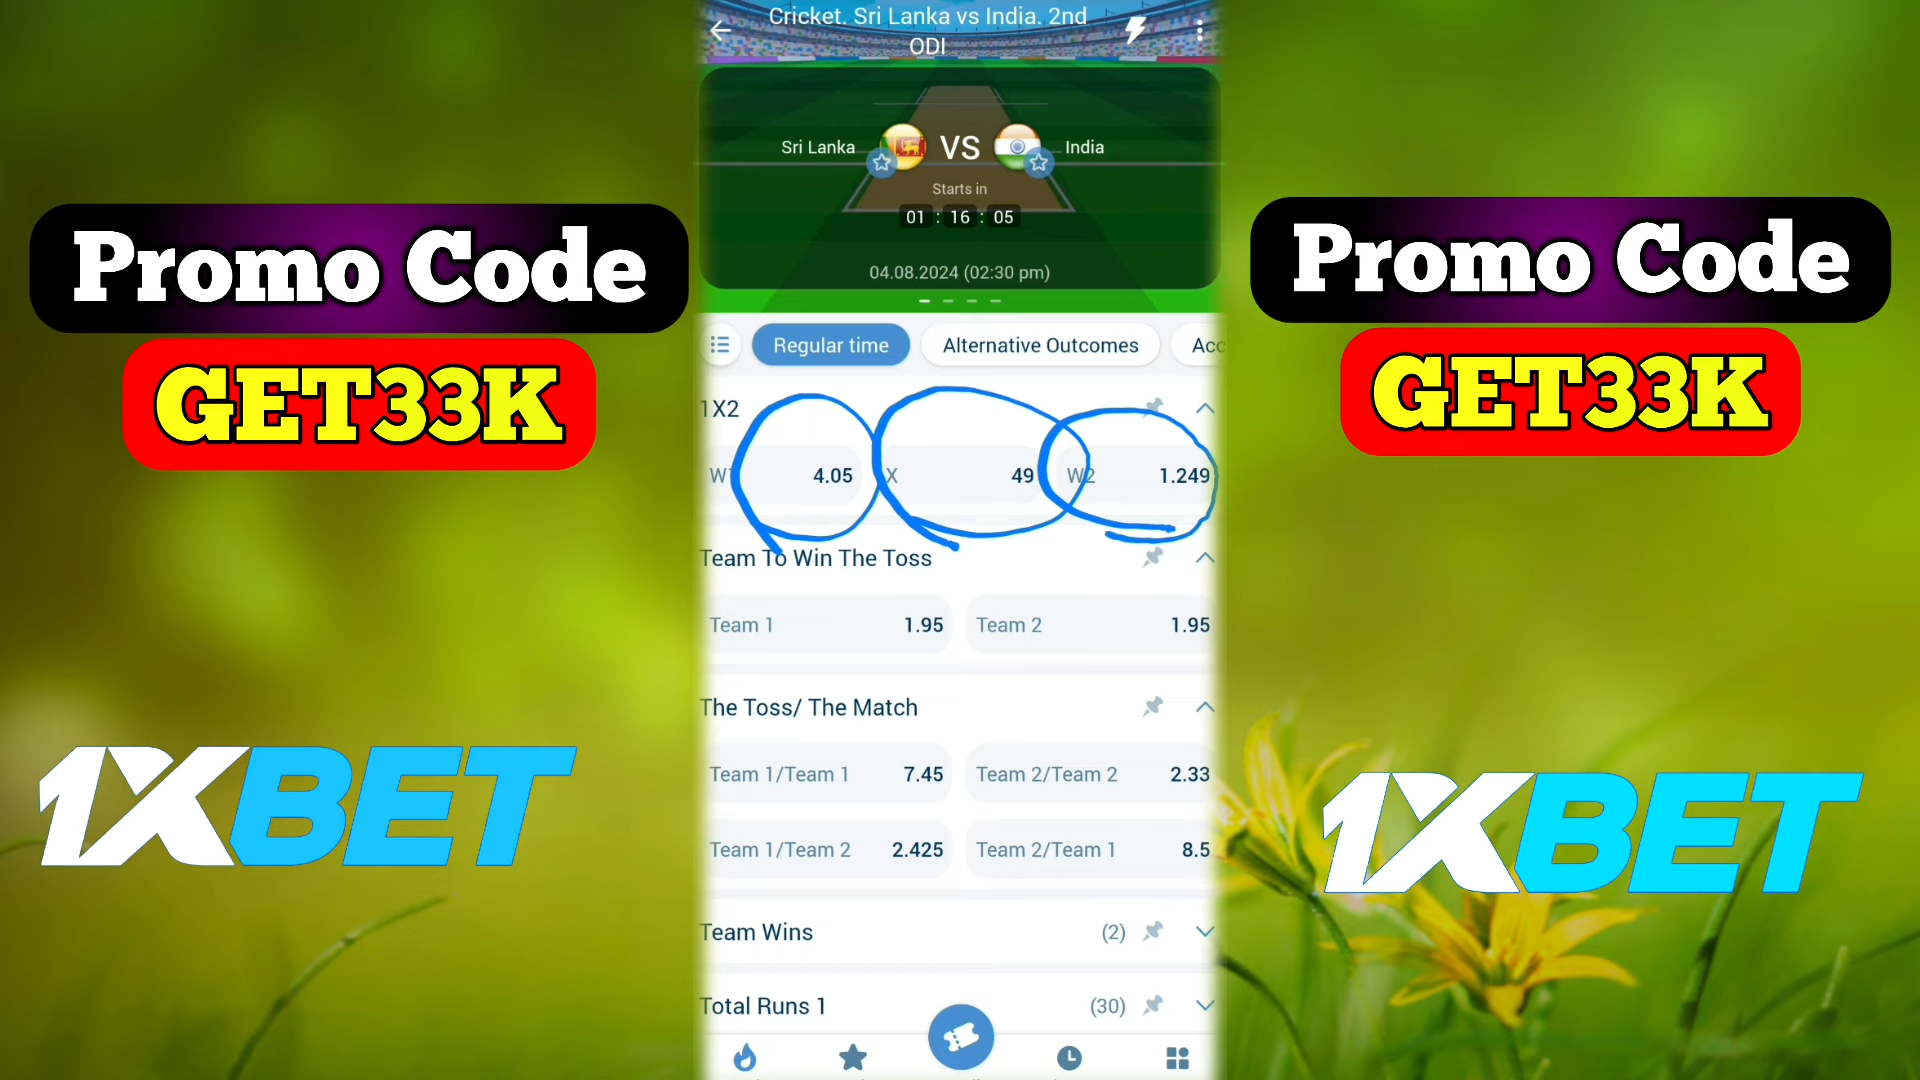 Cricket. Sri Lanka vs India. 2nd
ODI
Sri Lanka VS India
Starts in
01 : 16 : 05
04.08.2024 (02:30 pm)
Promo Code
GET33K
Promo Code
GET33K
Regular time Alternative Outcomes Acc
1X2
W1 4.05 X 49 W2 1.249
Team To Win The Toss
Team 1 1.95 Team 2 1.95
The Toss/ The Match
Team 1/Team 1 7.45 Team 2/Team 2 2.33
Team 1/Team 2 2.425 Team 2/Team 1 8.5
Team Wins (2)
Total Runs 1 (30)
1XBET
1XBET